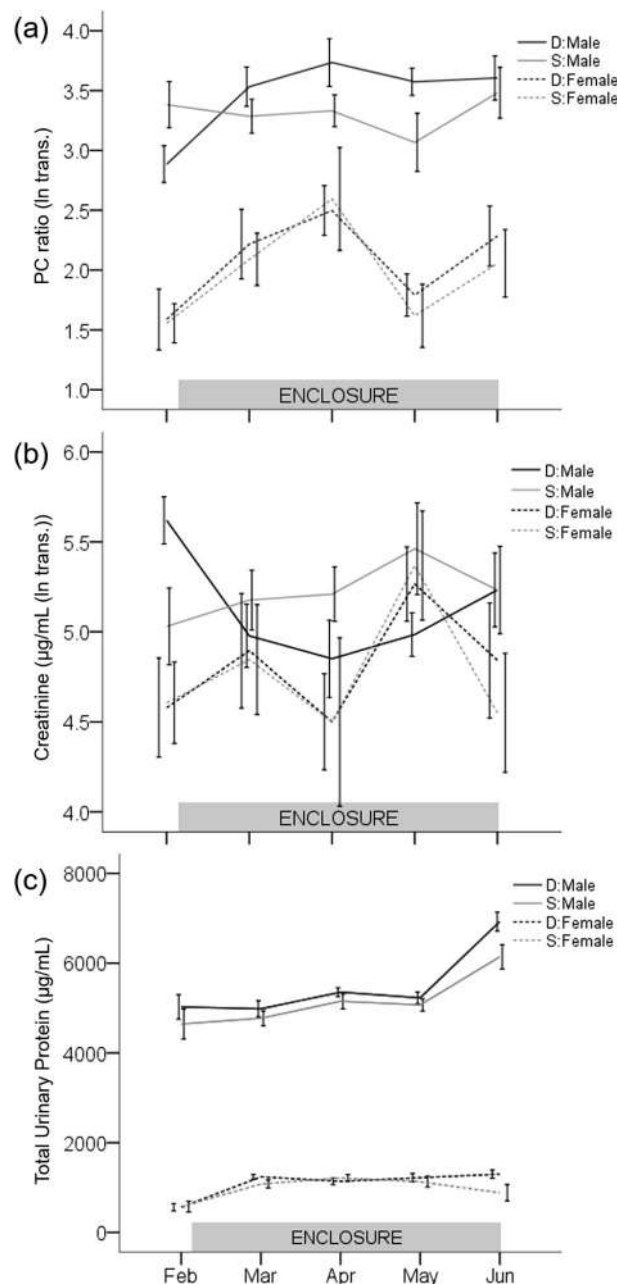 (a)
4.0
3.5
3.0
2.5
2.0
1.5
1.0
PC ratio (ln trans.)
D:Male
S:Male
D:Female
S:Female
ENCLOSURE
(b)
6.0
5.5
5.0
4.5
4.0
Creatinine (µg/mL (ln trans.))
D:Male
S:Male
D:Female
S:Female
ENCLOSURE
(c)
8000
6000
4000
2000
0
Total Urinary Protein (µg/mL)
D:Male
S:Male
D:Female
S:Female
ENCLOSURE
Feb Mar Apr May Jun